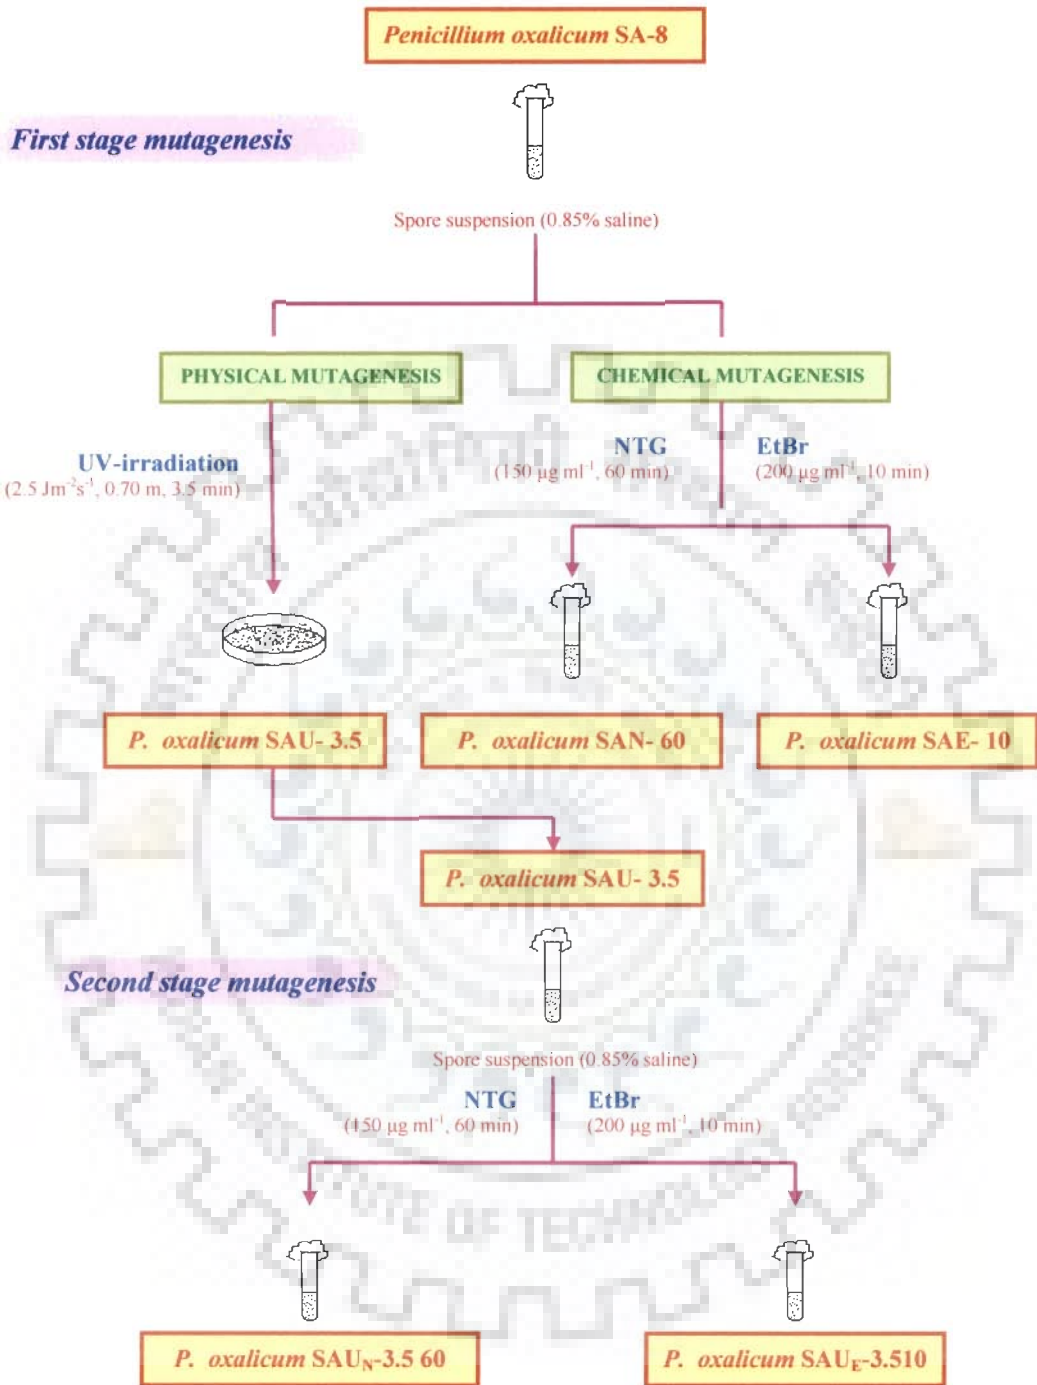 Penicillium oxalicum SA-8
First stage mutagenesis
Spore suspension (0.85% saline)
PHYSICAL MUTAGENESIS
CHEMICAL MUTAGENESIS
UV-irradiation
(2.5 Jm⁻²s⁻¹, 0.70 m, 3.5 min)
NTG
(150 µg ml⁻¹, 60 min)
EtBr
(200 µg ml⁻¹, 10 min)
P. oxalicum SAU- 3.5
P. oxalicum SAN- 60
P. oxalicum SAE- 10
P. oxalicum SAU- 3.5
Second stage mutagenesis
Spore suspension (0.85% saline)
NTG
(150 µg ml⁻¹, 60 min)
EtBr
(200 µg ml⁻¹, 10 min)
OF TECHNOLOGY
P. oxalicum SAU_N-3.5 60
P. oxalicum SAU_E-3.510